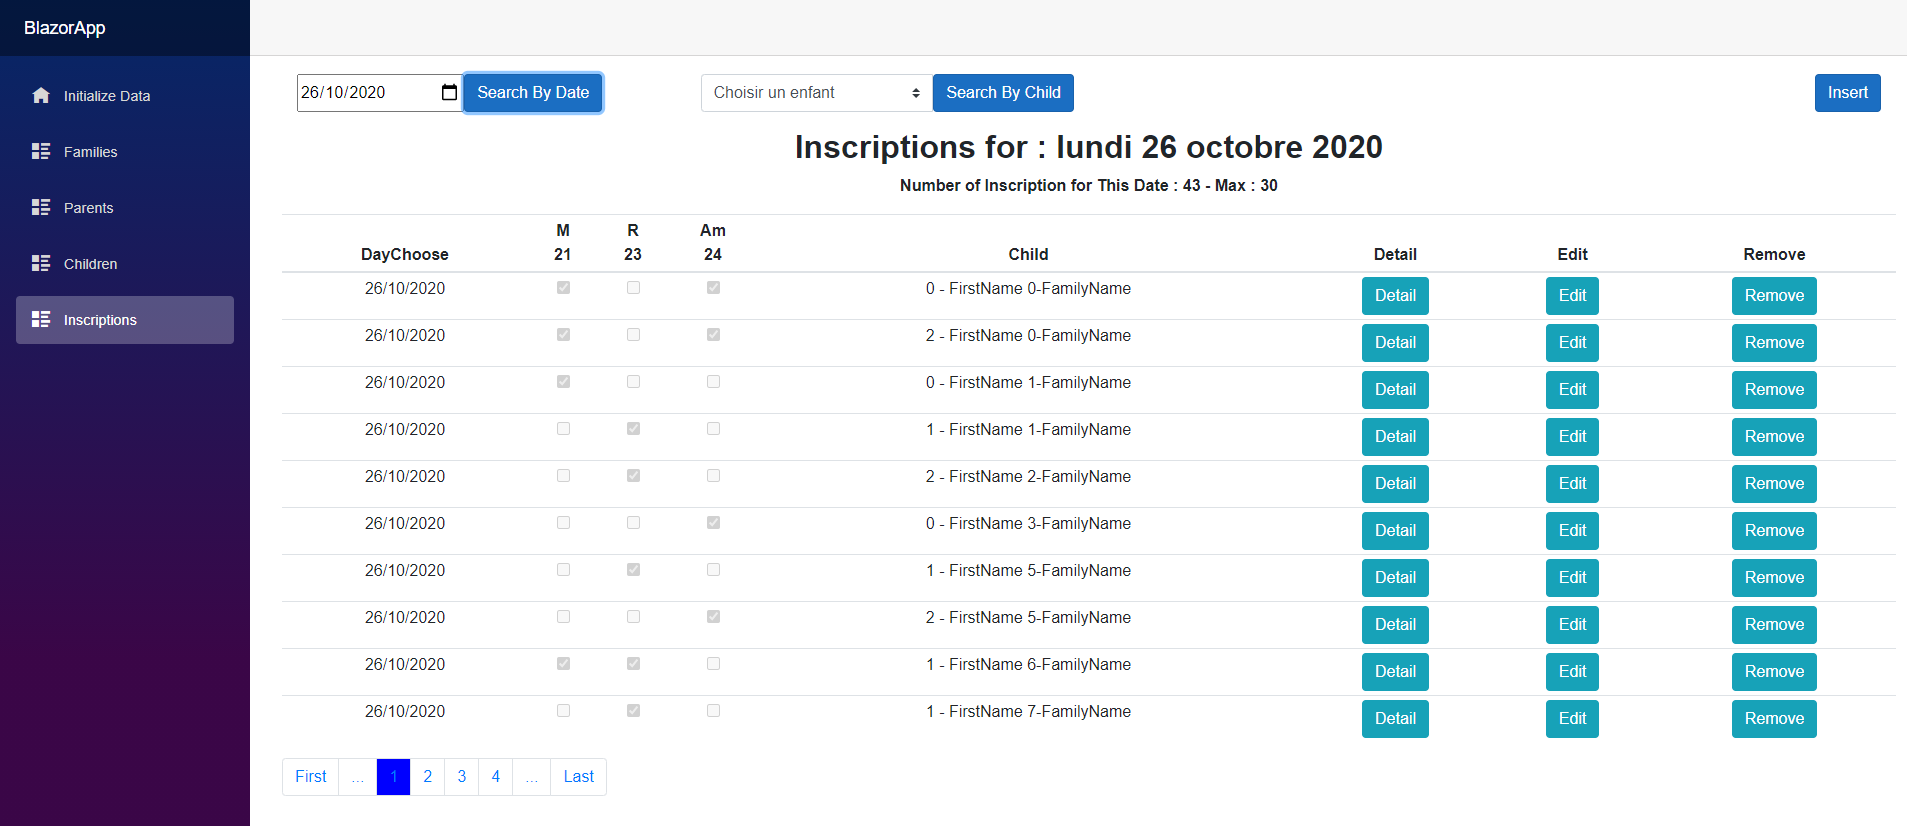 BlazorApp
Initialize Data
Families
Parents
Children
Inscriptions
26/10/2020 Search By Date Choisir un enfant Search By Child Insert
Inscriptions for : lundi 26 octobre 2020
Number of Inscription for This Date : 43 - Max : 30
M R Am
DayChoose 21 23 24 Child Detail Edit Remove
26/10/2020 0 - FirstName 0-FamilyName Detail Edit Remove
26/10/2020 2 - FirstName 0-FamilyName Detail Edit Remove
26/10/2020 0 - FirstName 1-FamilyName Detail Edit Remove
26/10/2020 1 - FirstName 1-FamilyName Detail Edit Remove
26/10/2020 2 - FirstName 2-FamilyName Detail Edit Remove
26/10/2020 0 - FirstName 3-FamilyName Detail Edit Remove
26/10/2020 1 - FirstName 5-FamilyName Detail Edit Remove
26/10/2020 2 - FirstName 5-FamilyName Detail Edit Remove
26/10/2020 1 - FirstName 6-FamilyName Detail Edit Remove
26/10/2020 1 - FirstName 7-FamilyName Detail Edit Remove
First ... 1 2 3 4 ... Last